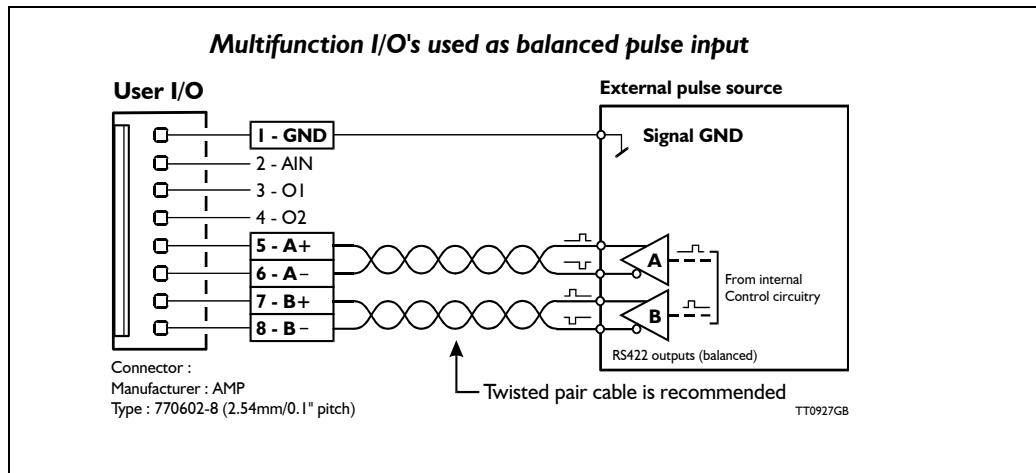 Multifunction I/O's used as balanced pulse input
User I/O
External pulse source
1 - GND
Signal GND
2 - AIN
3 - O1
4 - O2
5 - A+
6 - A−
7 - B+
8 - B−
A
B
From internal
Control circuitry
RS422 outputs (balanced)
Connector :
Manufacturer : AMP
Type : 770602-8 (2.54mm/0.1" pitch)
Twisted pair cable is recommended
TT0927GB